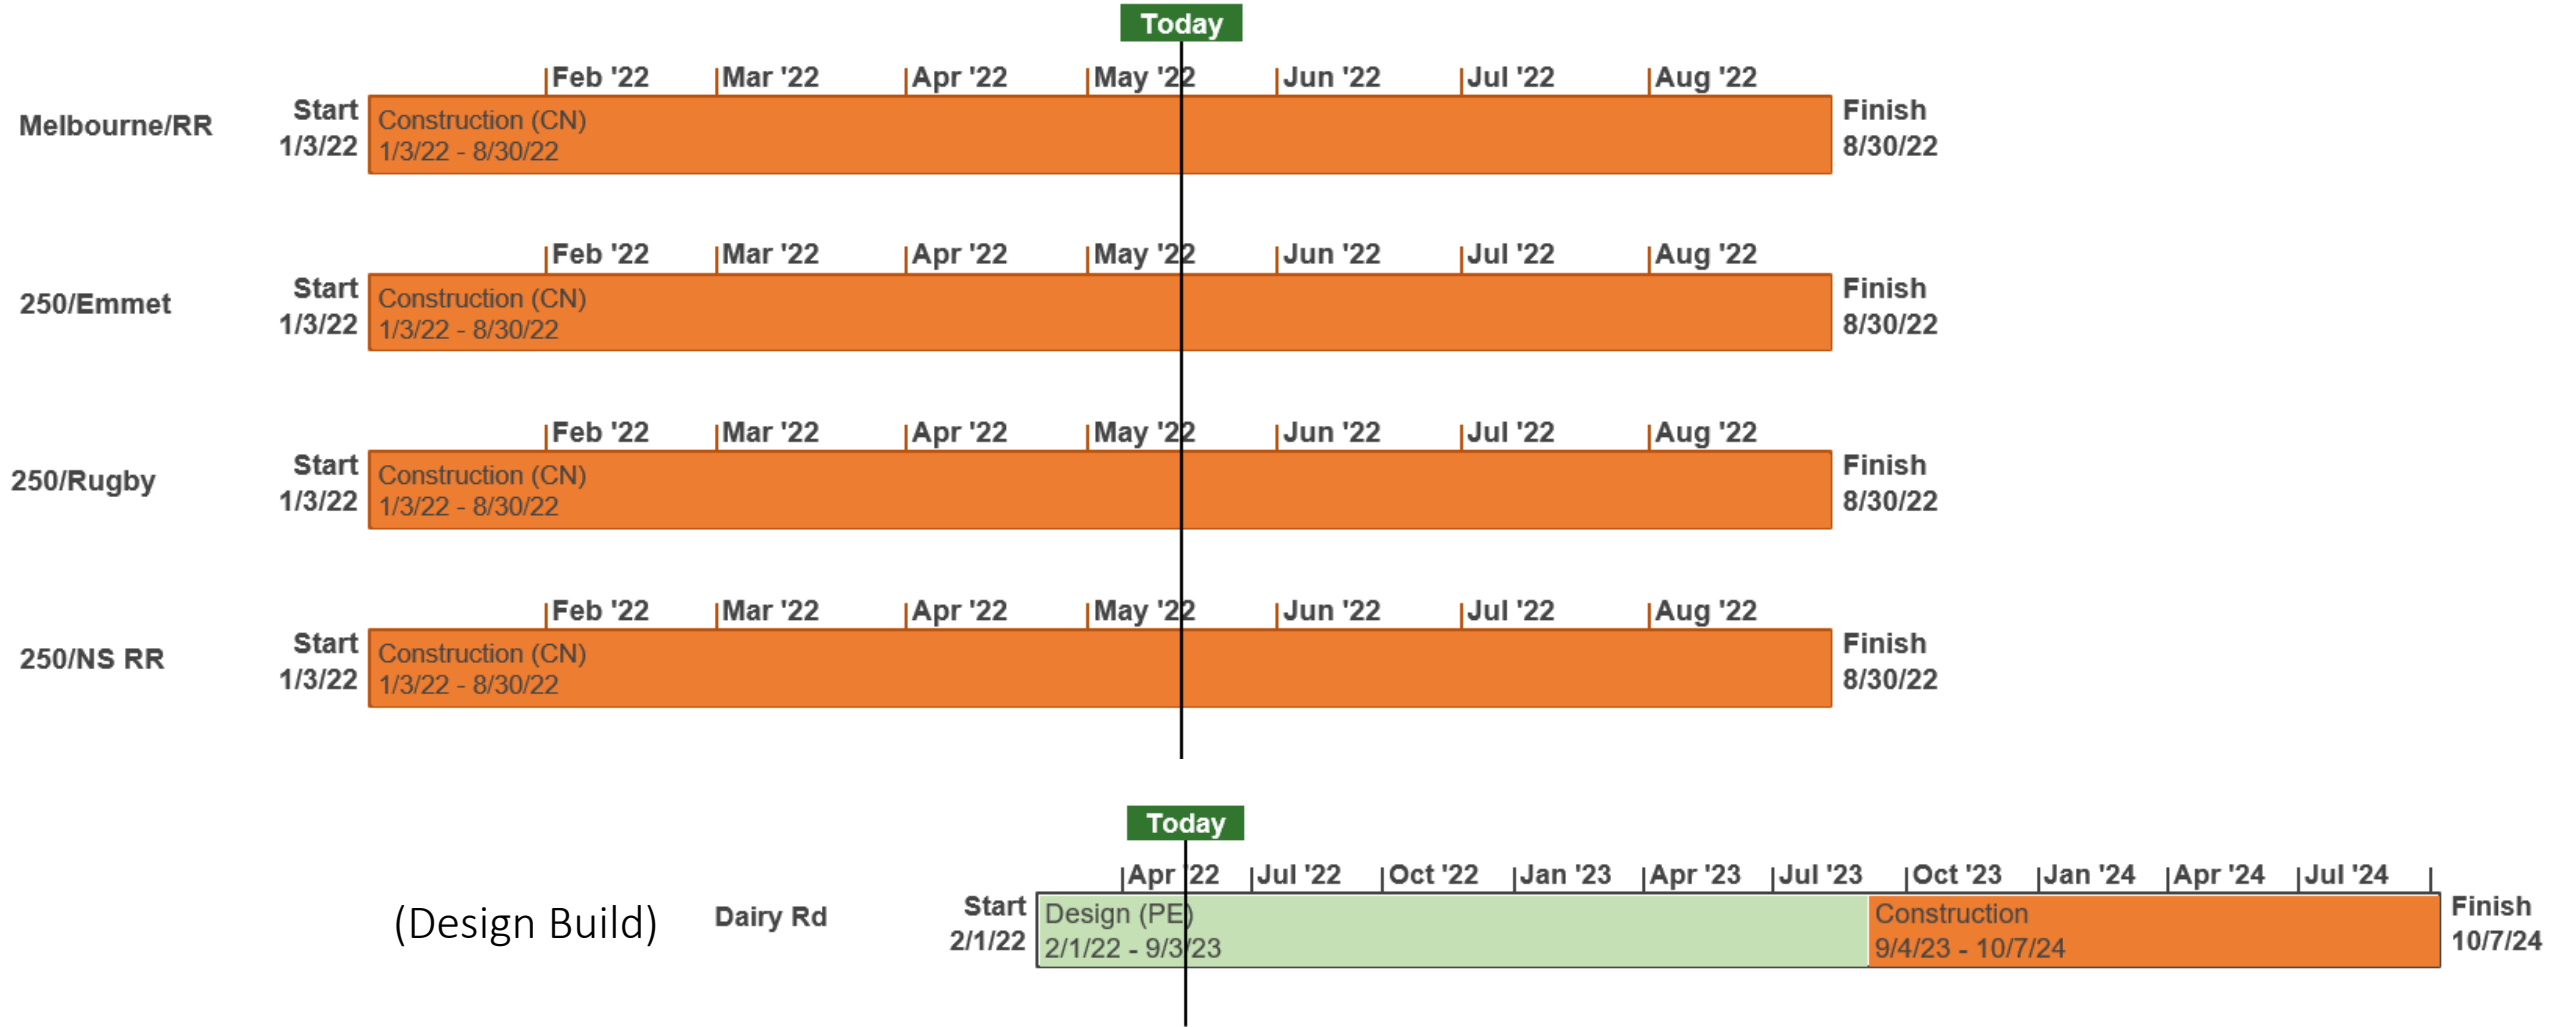 Today
Feb '22 Mar '22 Apr '22 May '22 Jun '22 Jul '22 Aug '22
Melbourne/RR
Start
1/3/22
Construction (CN)
1/3/22 - 8/30/22
Finish
8/30/22
Feb '22 Mar '22 Apr '22 May '22 Jun '22 Jul '22 Aug '22
250/Emmet
Start
1/3/22
Construction (CN)
1/3/22 - 8/30/22
Finish
8/30/22
Feb '22 Mar '22 Apr '22 May '22 Jun '22 Jul '22 Aug '22
250/Rugby
Start
1/3/22
Construction (CN)
1/3/22 - 8/30/22
Finish
8/30/22
Feb '22 Mar '22 Apr '22 May '22 Jun '22 Jul '22 Aug '22
250/NS RR
Start
1/3/22
Construction (CN)
1/3/22 - 8/30/22
Finish
8/30/22
Today
Apr '22 Jul '22 Oct '22 Jan '23 Apr '23 Jul '23 Oct '23 Jan '24 Apr '24 Jul '24
(Design Build)
Dairy Rd
Start
2/1/22
Design (PE)
2/1/22 - 9/3/23
Construction
9/4/23 - 10/7/24
Finish
10/7/24